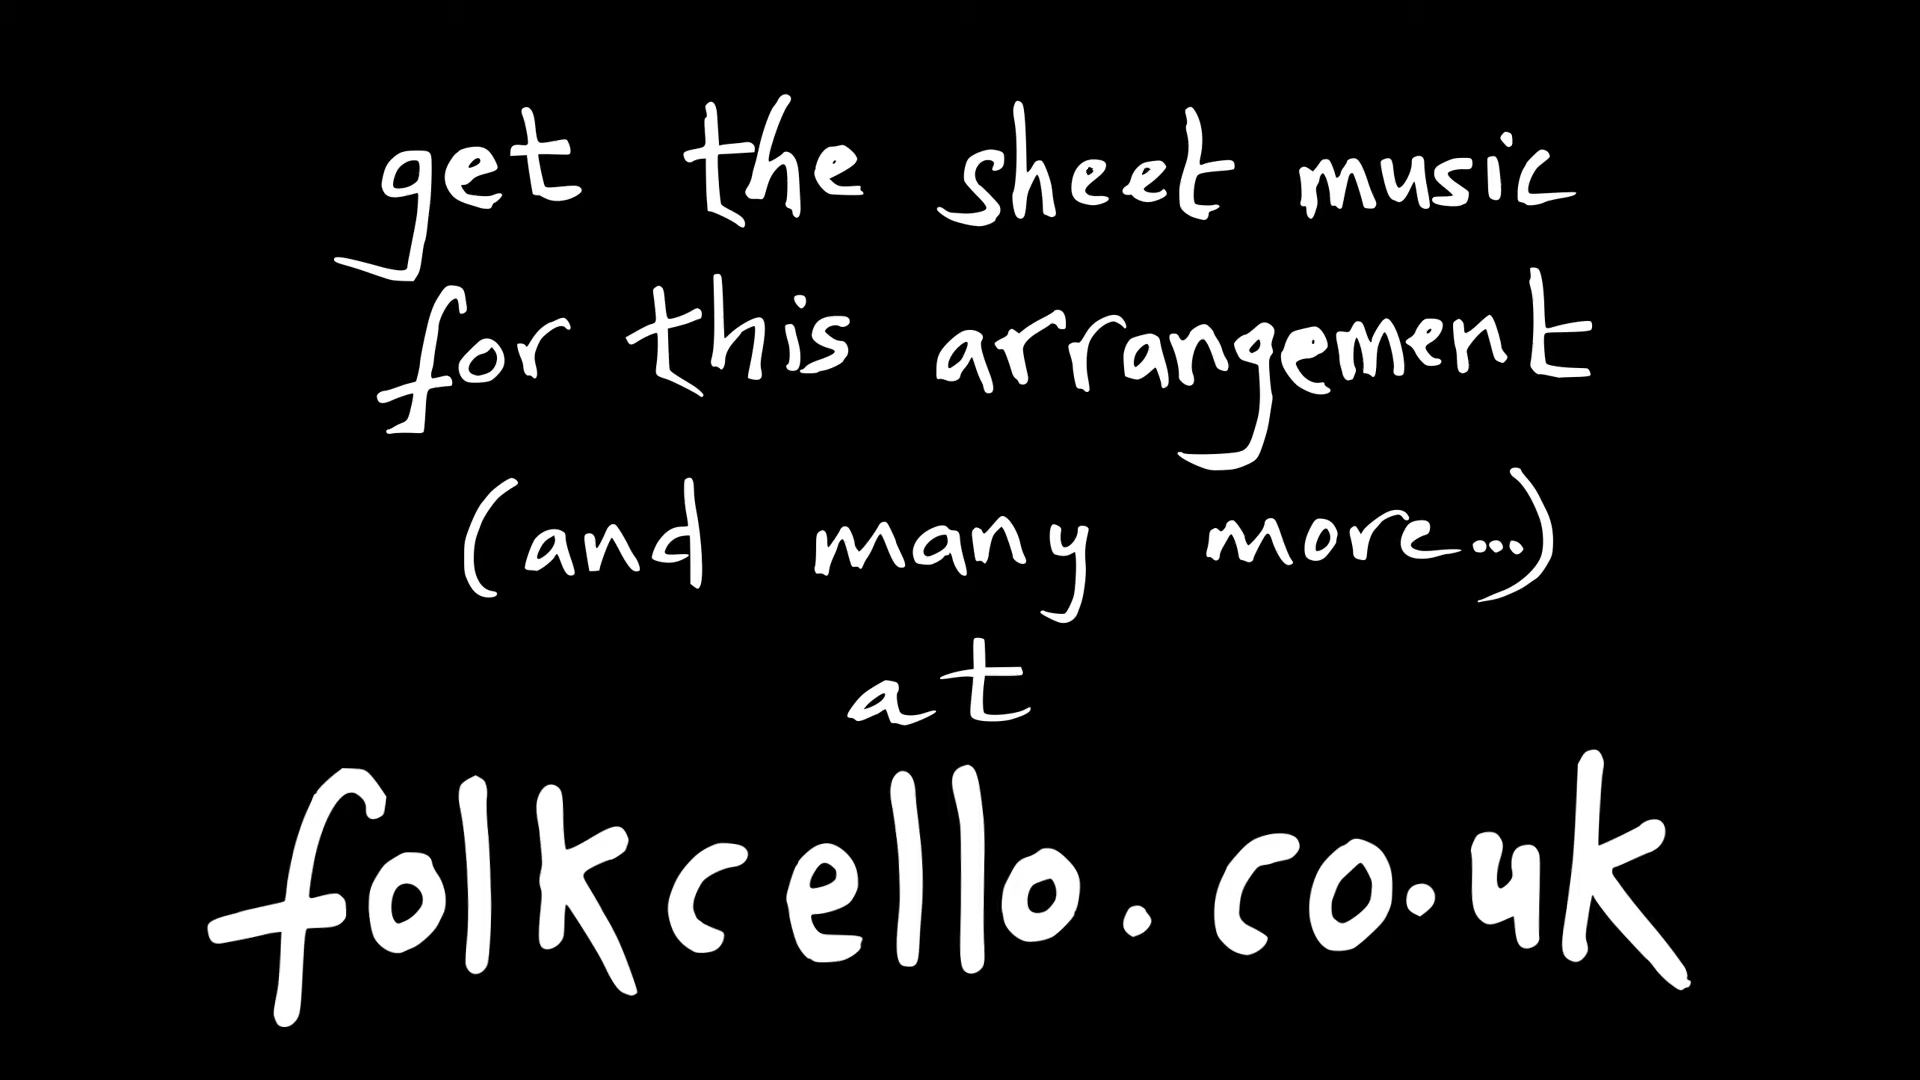 get the sheet music
for this arrangement
(and many more...)
at
folkcello.co.uk